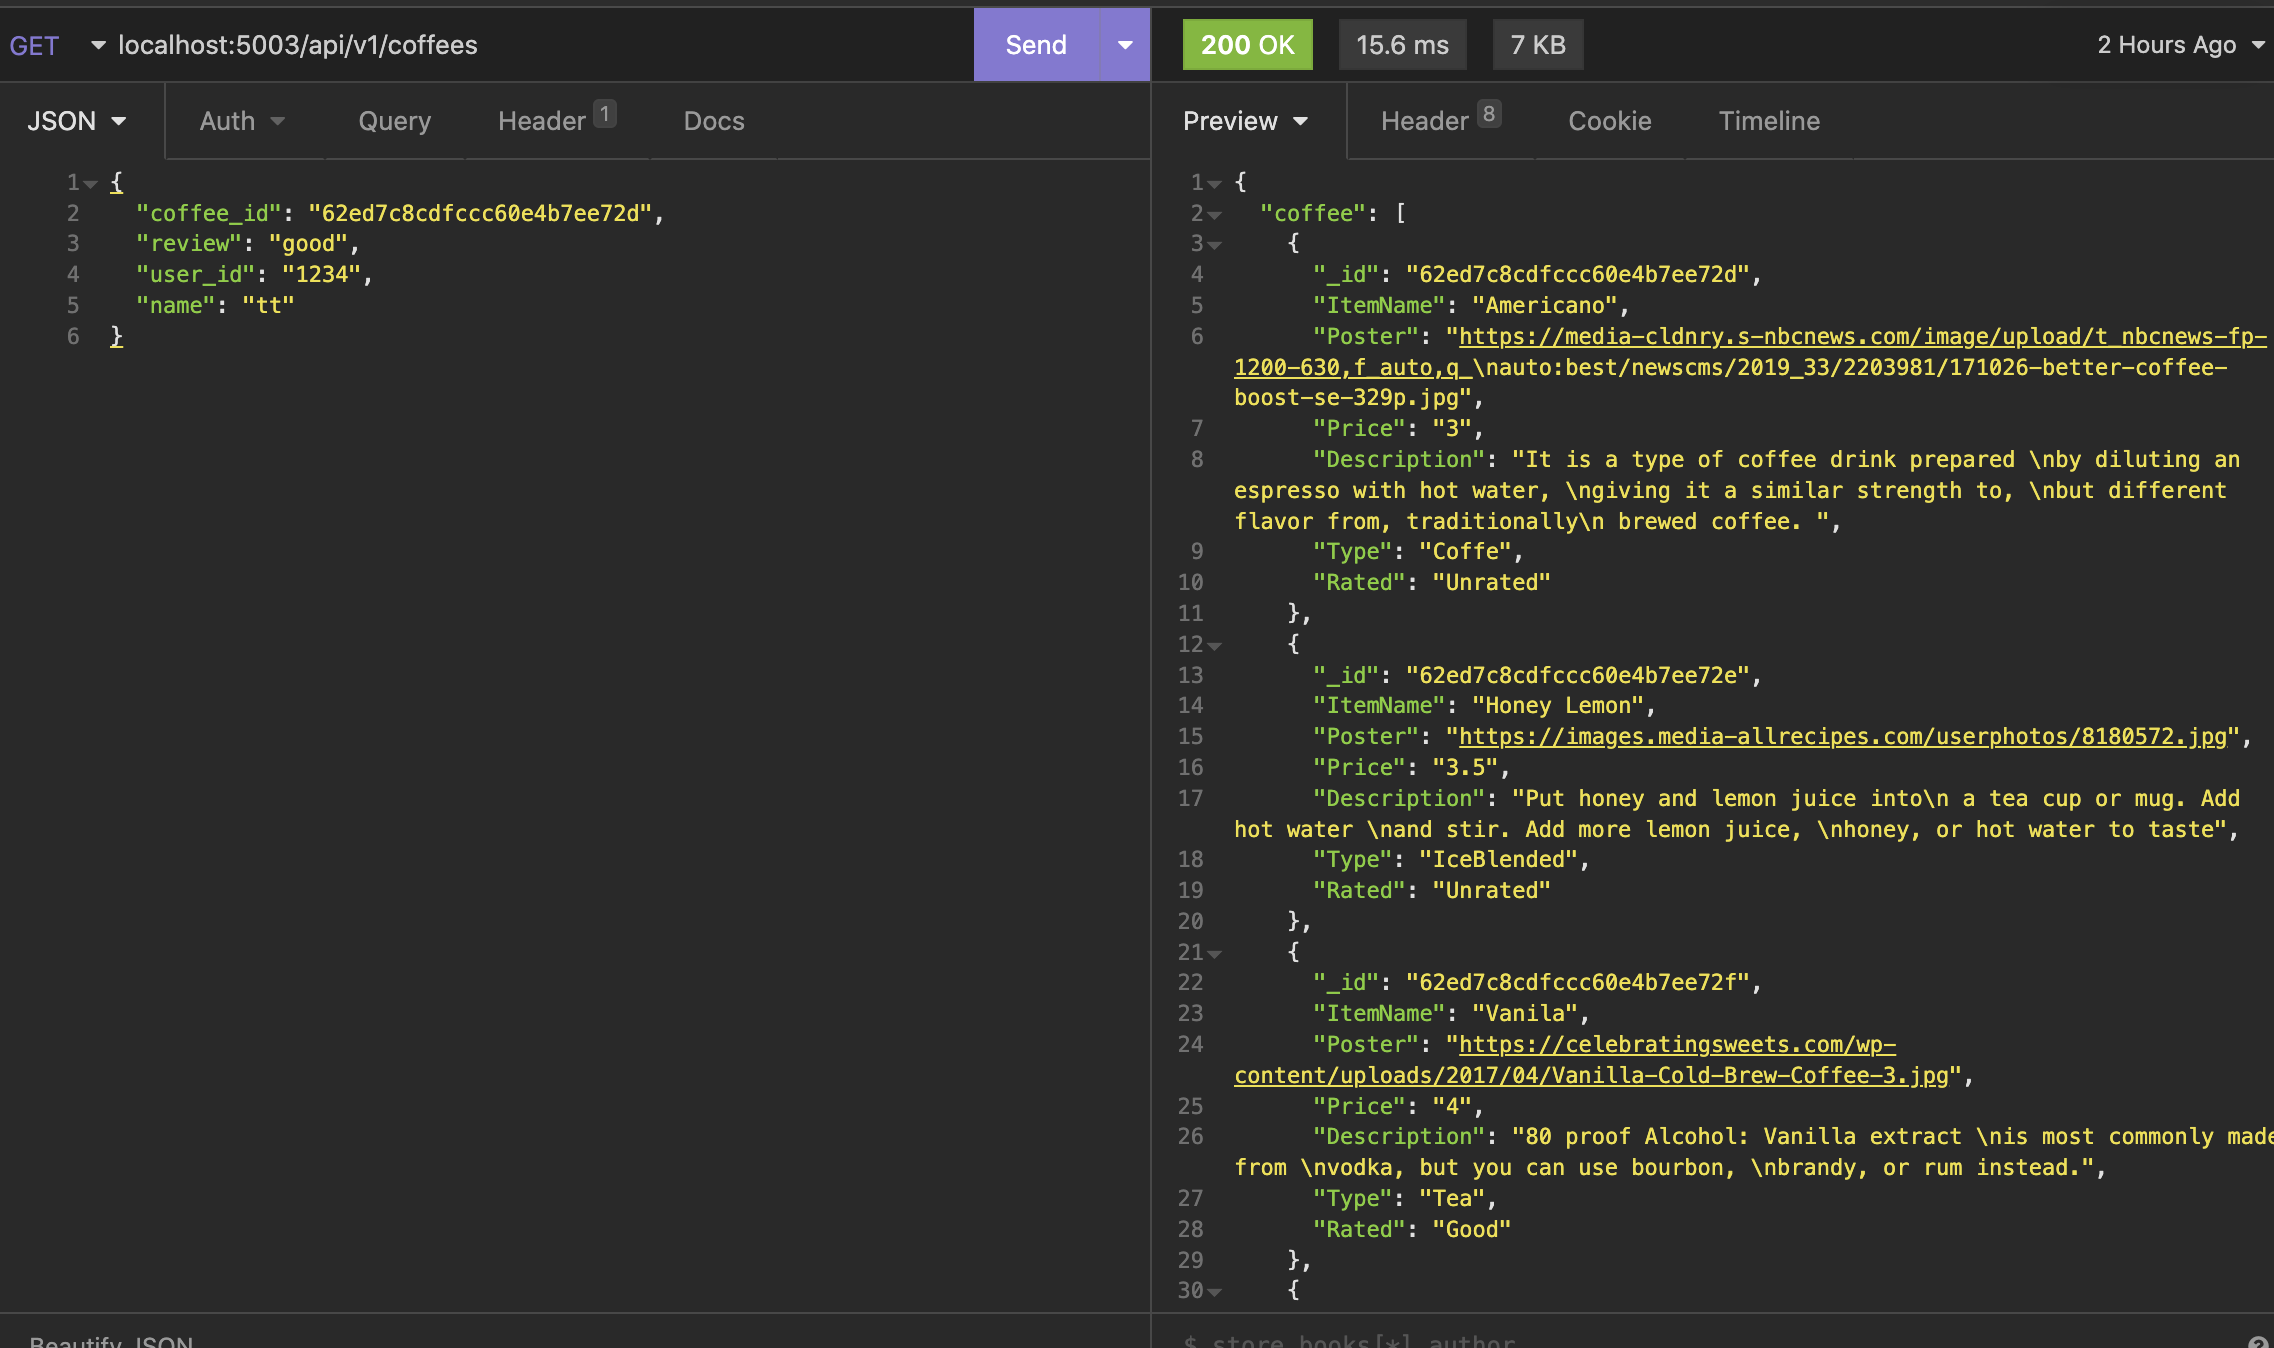 GET localhost:5003/api/v1/coffees Send 200 OK 15.6 ms 7 KB 2 Hours Ago
JSON Auth Query Header 1 Docs
1 {
2 "coffee_id": "62ed7c8cdfccc60e4b7ee72d",
3 "review": "good",
4 "user_id": "1234",
5 "name": "tt"
6 }
Beautify JSON
Preview Header 8 Cookie Timeline
1 {
2 "coffee": [
3 {
4 "_id": "62ed7c8cdfccc60e4b7ee72d",
5 "ItemName": "Americano",
6 "Poster": "https://media-cldnry.s-nbcnews.com/image/upload/t_nbcnews-fp-
1200-630,f_auto,q_\nauto:best/newscms/2019_33/2203981/171026-better-coffee-
boost-se-329p.jpg",
7 "Price": "3",
8 "Description": "It is a type of coffee drink prepared \nby diluting an
espresso with hot water, \ngiving it a similar strength to, \nbut different
flavor from, traditionally\n brewed coffee. ",
9 "Type": "Coffe",
10 "Rated": "Unrated"
11 },
12 {
13 "_id": "62ed7c8cdfccc60e4b7ee72e",
14 "ItemName": "Honey Lemon",
15 "Poster": "https://images.media-allrecipes.com/userphotos/8180572.jpg",
16 "Price": "3.5",
17 "Description": "Put honey and lemon juice into\n a tea cup or mug. Add
hot water \nand stir. Add more lemon juice, \nhoney, or hot water to taste",
18 "Type": "IceBlended",
19 "Rated": "Unrated"
20 },
21 {
22 "_id": "62ed7c8cdfccc60e4b7ee72f",
23 "ItemName": "Vanila",
24 "Poster": "https://celebratingsweets.com/wp-
content/uploads/2017/04/Vanilla-Cold-Brew-Coffee-3.jpg",
25 "Price": "4",
26 "Description": "80 proof Alcohol: Vanilla extract \nis most commonly made
from \nvodka, but you can use bourbon, \nbrandy, or rum instead.",
27 "Type": "Tea",
28 "Rated": "Good"
29 },
30 {
$.store.books[*].author